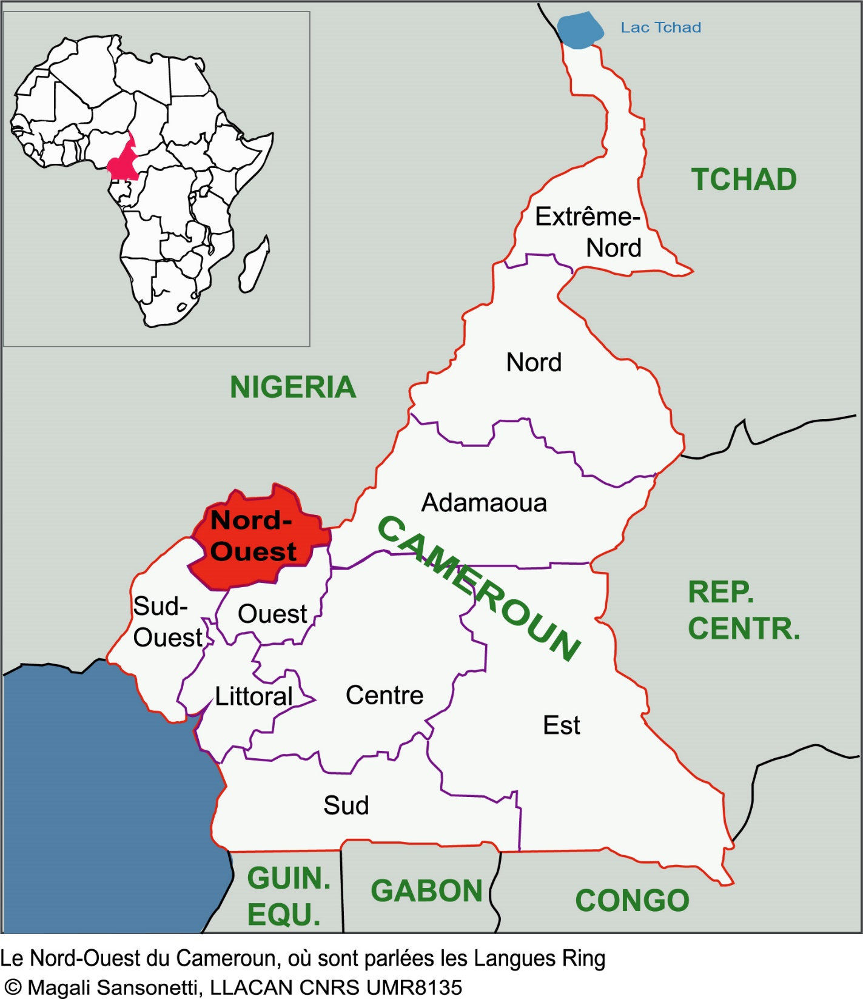 Lac Tchad
TCHAD
Extrême-
Nord
Nord
NIGERIA
Adamaoua
Nord-
Ouest
CAMEROUN
REP.
CENTR.
Sud-
Ouest
Ouest
Littoral
Centre
Est
Sud
GUIN.
EQU.
GABON
CONGO
Le Nord-Ouest du Cameroun, où sont parlées les Langues Ring
© Magali Sansonetti, LLACAN CNRS UMR8135